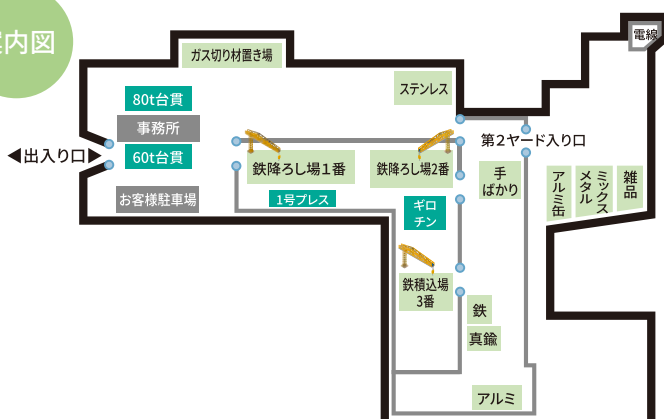 案内図
電線
ガス切り材置き場
ステンレス
80t台貫
事務所
◀出入り口▶
60t台貫
お客様駐車場
鉄降ろし場1番
鉄降ろし場2番
第2ヤード入り口
手
ばかり
アルミ缶
ミックス
メタル
雑品
1号プレス
ギロ
チン
鉄積込場
3番
鉄
真鍮
アルミ